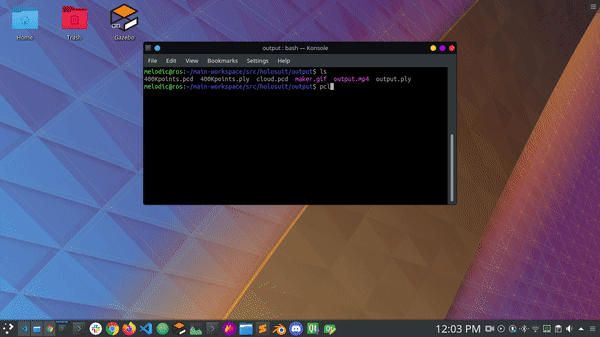 Home
Trash
Gazebo
output : bash — Konsole
File Edit View Bookmarks Settings Help
melodic@ros:~/main-workspace/src/holosuit/output$ ls
400Kpoints.pcd 400Kpoints.ply cloud.pcd maker.gif output.mp4 output.ply
melodic@ros:~/main-workspace/src/holosuit/output$ pcl
12:03 PM